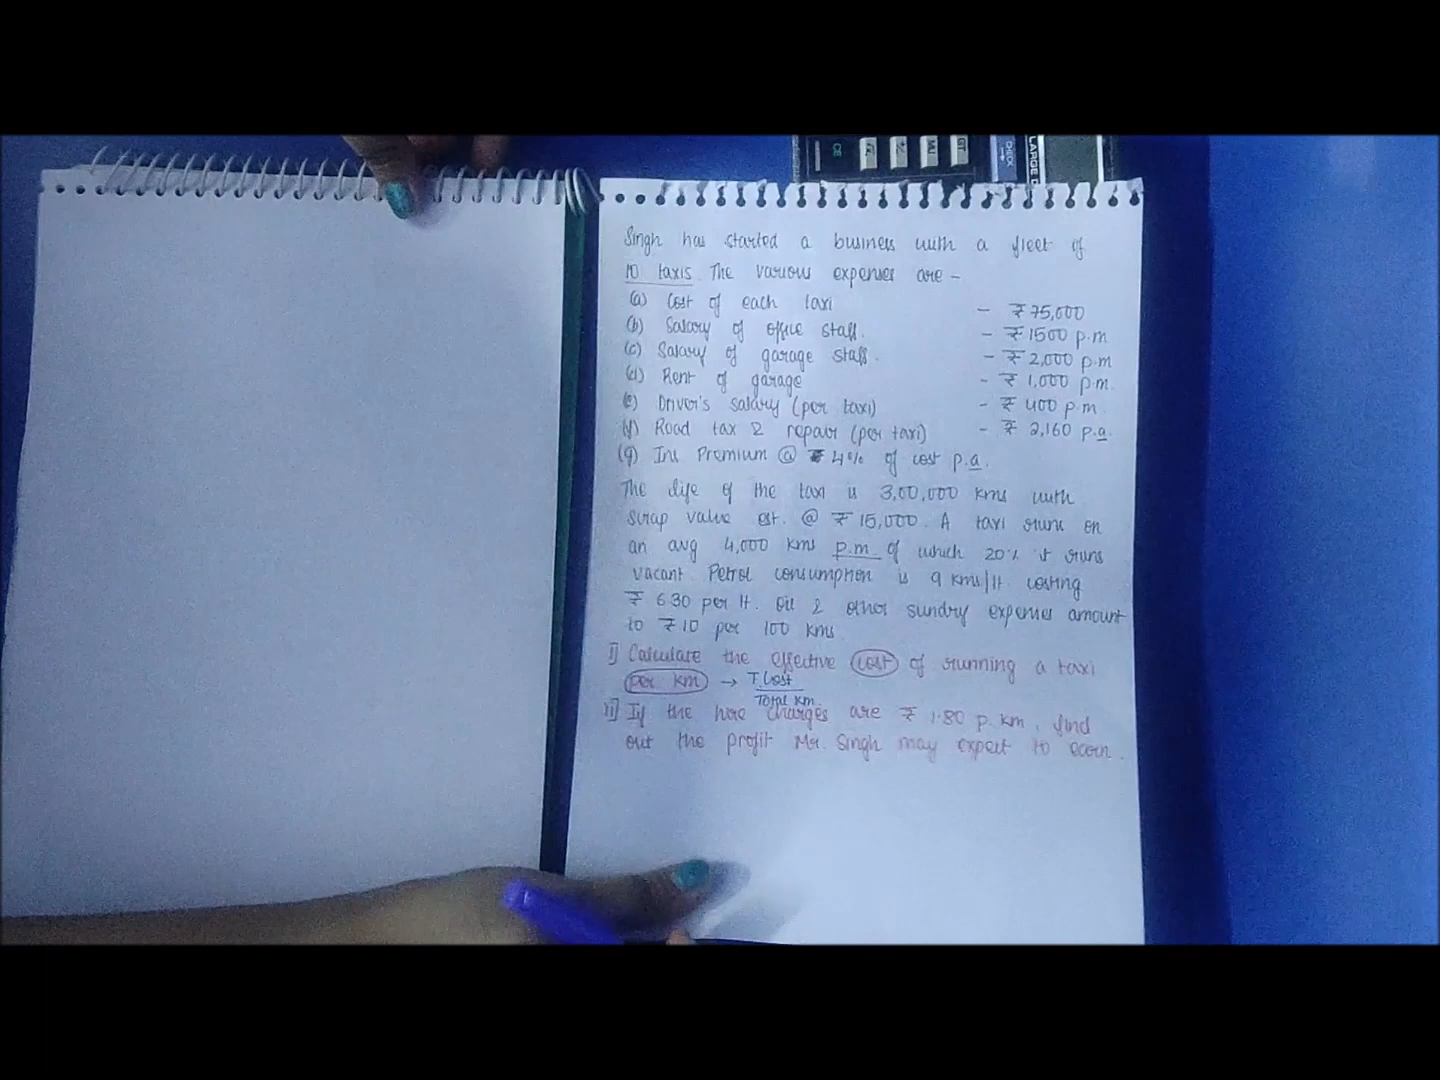 CE
MU
GT
CHECK
LARGE D
Singh has started a business with a fleet of
10 taxis. The various expenses are -
(a) Cost of each taxi - ₹ 75,000
(b) Salary of office staff. - ₹ 1500 p.m
(c) Salary of garage staff. - ₹ 2,000 p.m
(d) Rent of garage - ₹ 1,000 p.m.
(e) Driver's salary (per taxi) - ₹ 400 p.m.
(f) Road tax & repair (per taxi) - ₹ 2,160 p.a.
(g) Ins Premium @ 4% of cost p.a.
The life of the taxi is 3,00,000 kms with
scrap value est. @ ₹ 15,000. A taxi runs on
an avg 4,000 kms p.m. of which 20% it runs
vacant. Petrol consumption is 9 kms/lt. costing
₹ 6.30 per lt. Oil & other sundry expenses amount
to ₹ 10 per 100 kms.
i] Calculate the effective cost of running a taxi
per km → T.Cost
Total Km.
ii] If the hire charges are ₹ 1.80 p.km, find
out the profit Mr. Singh may expect to earn.